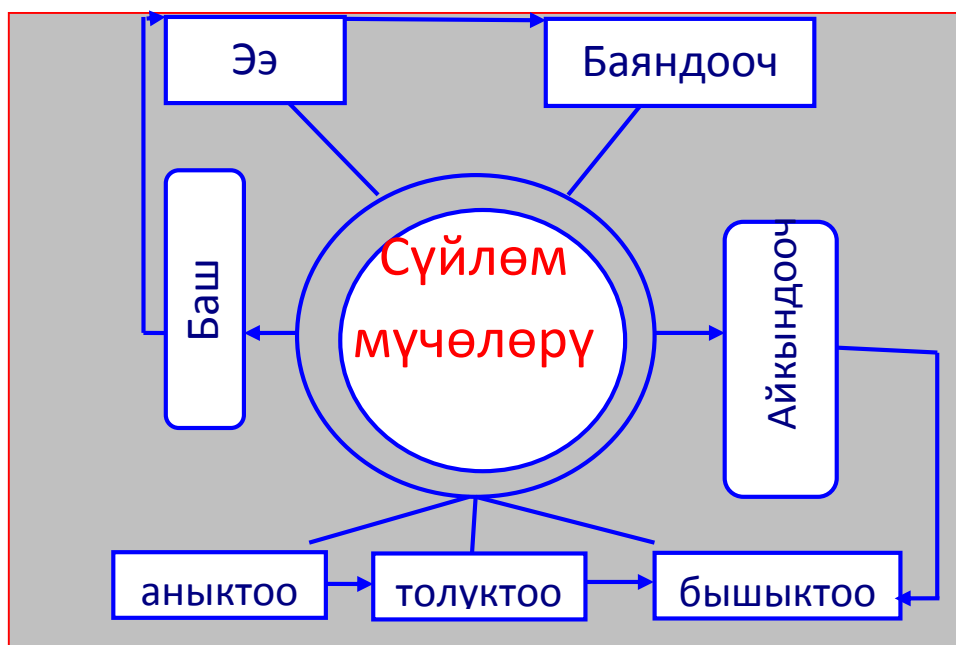 Ээ
Баяндооч
Сүйлөм
мүчөлөрү
Баш
Айкындооч
аныктоо
толуктоо
бышыктоо